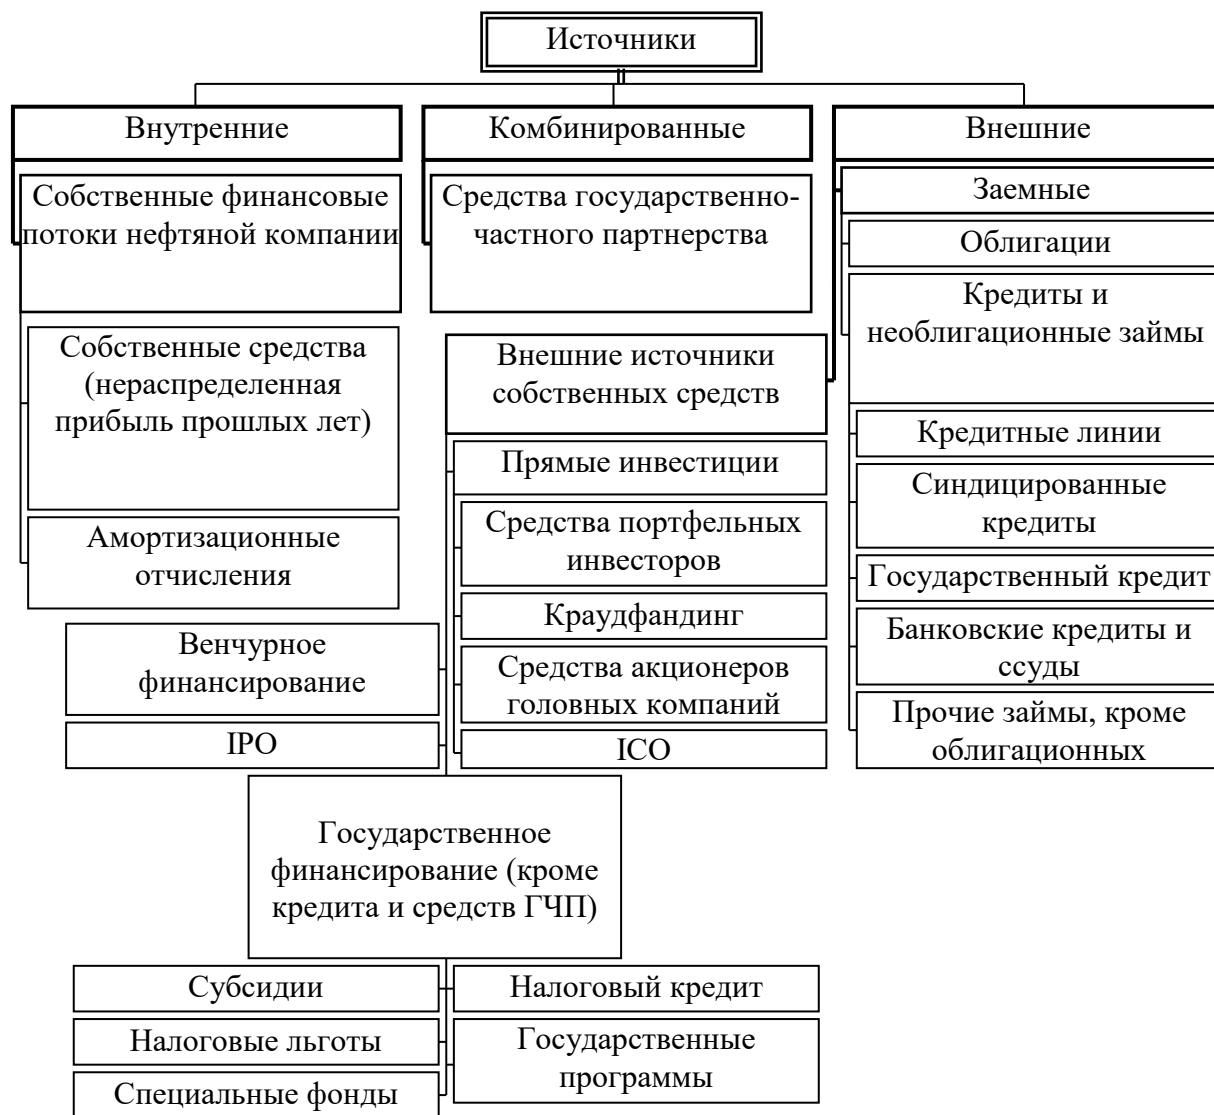 Источники
Внутренние
Комбинированные
Внешние
Собственные финансовые
потоки нефтяной компании
Собственные средства
(нераспределенная
прибыль прошлых лет)
Амортизационные
отчисления
Средства государственно-
частного партнерства
Заемные
Облигации
Кредиты и
необлигационные займы
Кредитные линии
Синдицированные
кредиты
Государственный кредит
Банковские кредиты и
ссуды
Прочие займы, кроме
облигационных
Внешние источники
собственных средств
Прямые инвестиции
Средства портфельных
инвесторов
Краудфандинг
Средства акционеров
головных компаний
ICO
Венчурное
финансирование
IPO
Государственное
финансирование (кроме
кредита и средств ГЧП)
Субсидии
Налоговый кредит
Налоговые льготы
Государственные
программы
Специальные фонды